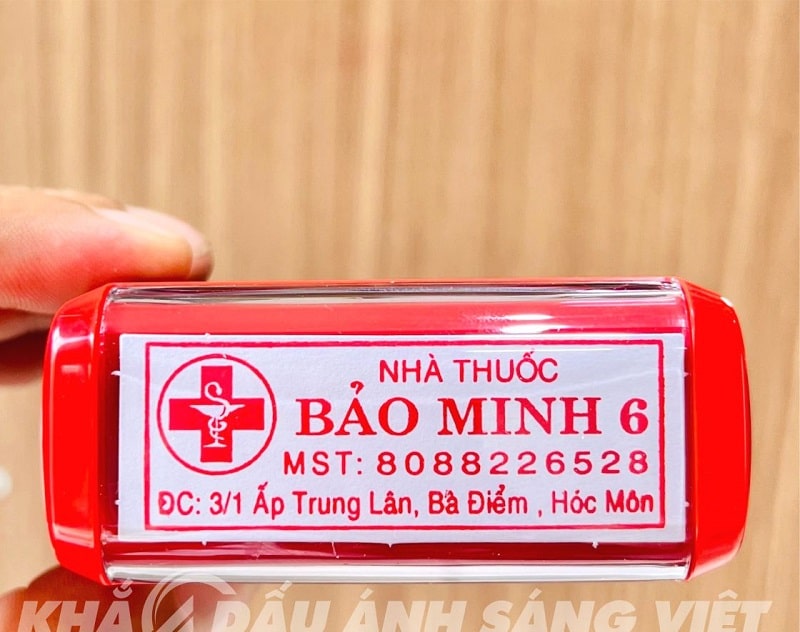 NHÀ THUỐC
BẢO MINH 6
MST: 8088226528
ĐC: 3/1 Ấp Trung Lân, Bà Điểm , Hóc Môn
KHẮC DẤU ÁNH SÁNG VIỆT